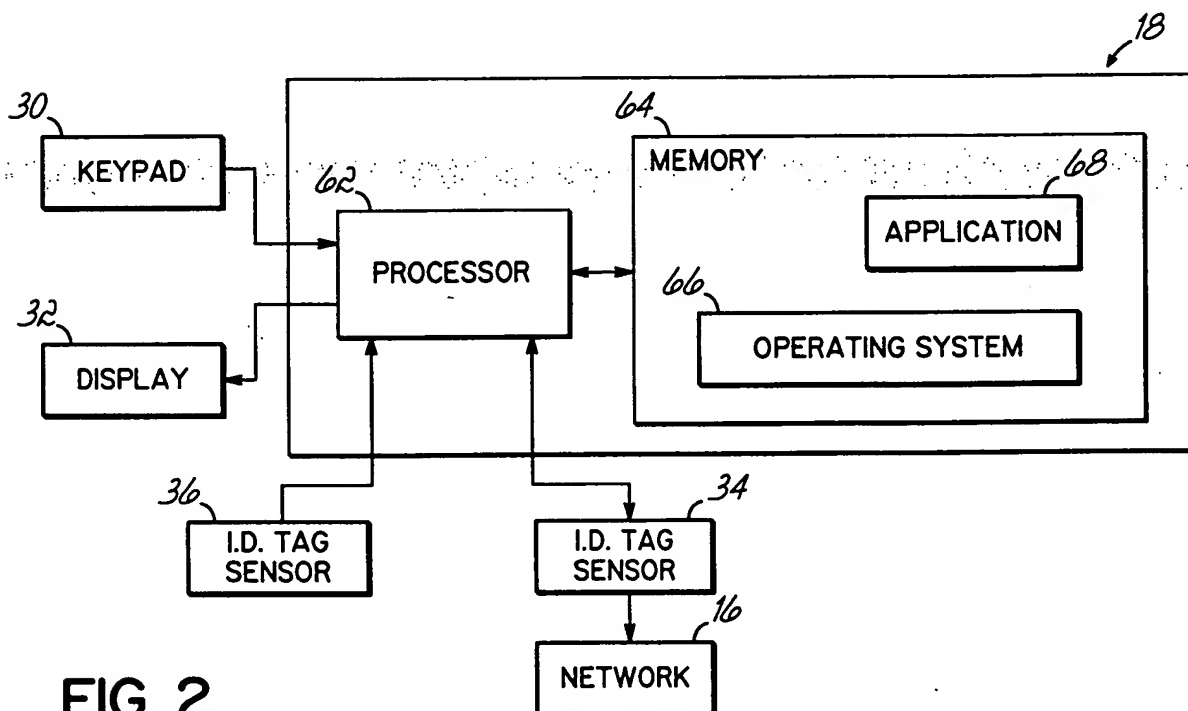 18
30
KEYPAD
64
MEMORY
68
APPLICATION
62
PROCESSOR
66
OPERATING SYSTEM
32
DISPLAY
36
I.D. TAG
SENSOR
34
I.D. TAG
SENSOR
16
NETWORK
FIG. 2